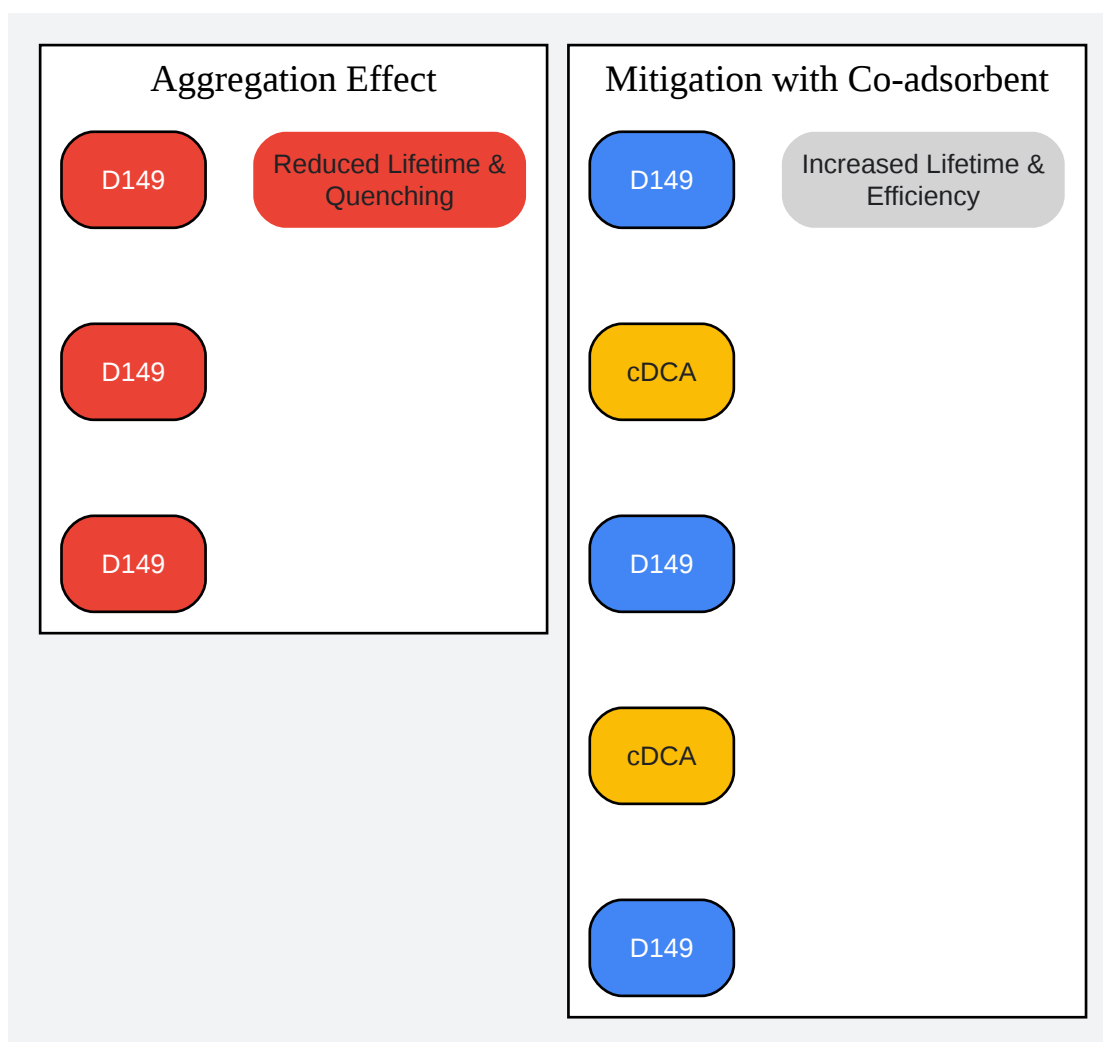 Aggregation Effect
D149
Reduced Lifetime &
Quenching
D149
D149
Mitigation with Co-adsorbent
D149
Increased Lifetime &
Efficiency
cDCA
D149
cDCA
D149